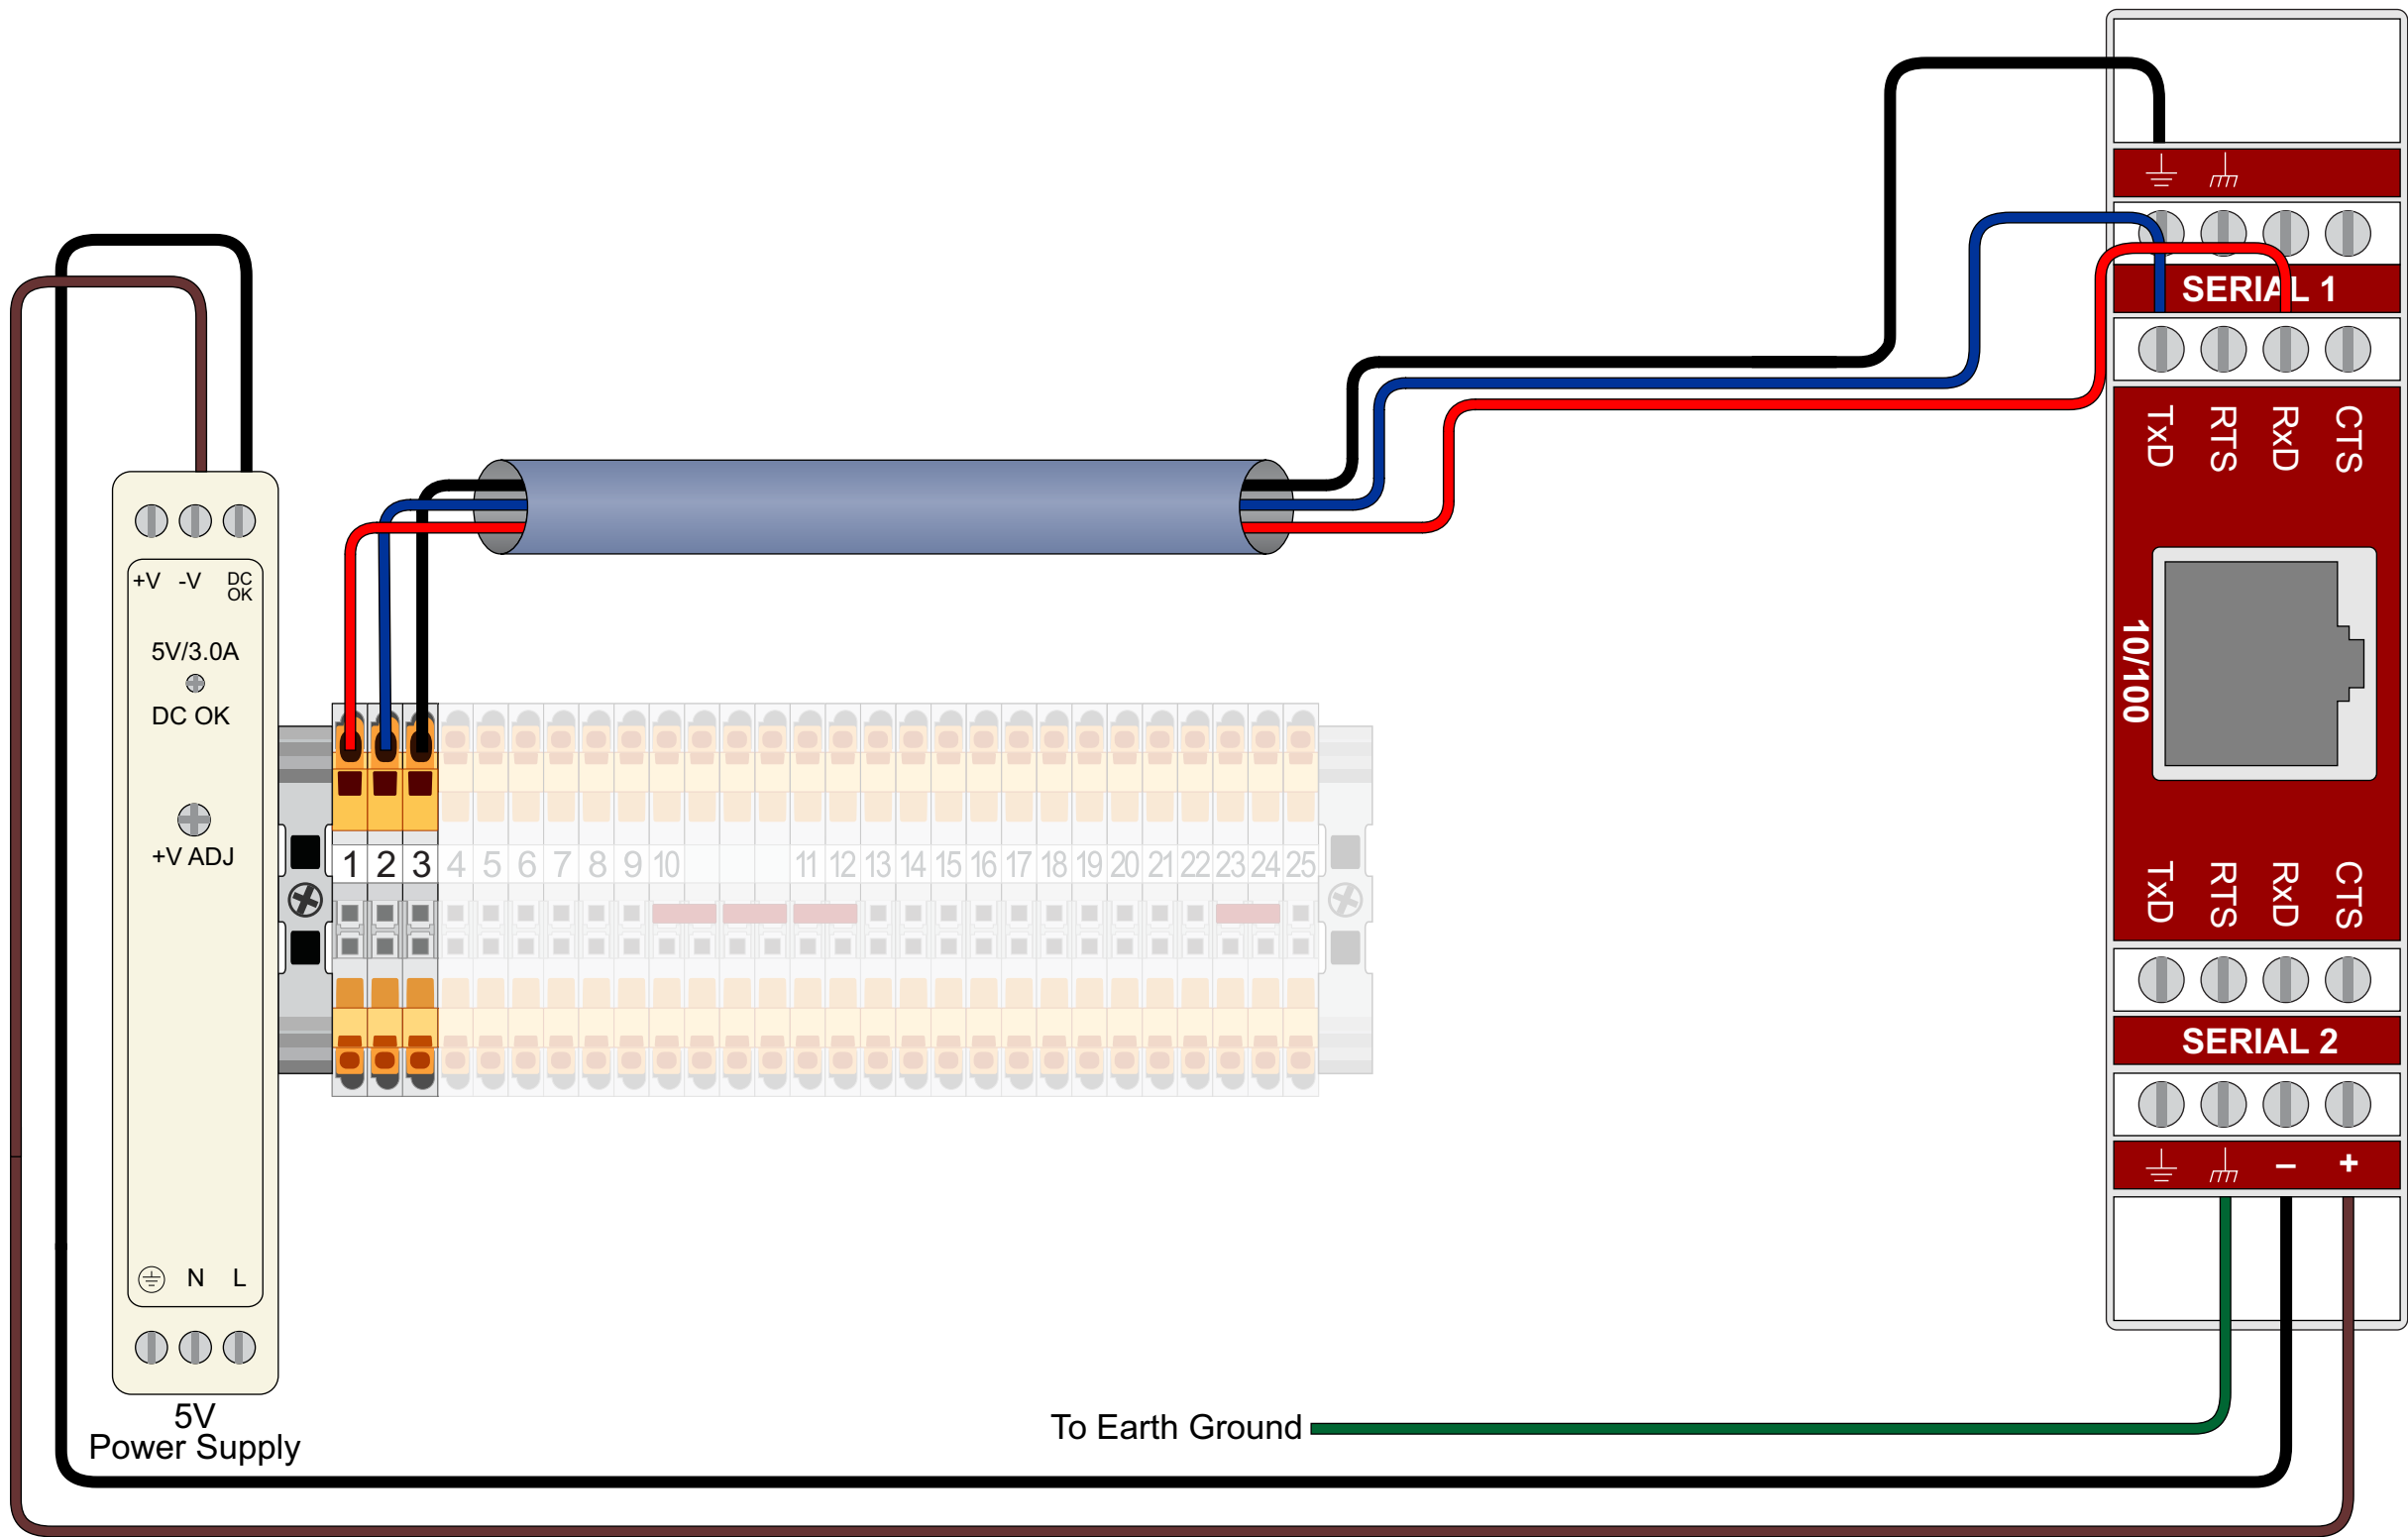 SERIAL 1
TxD RTS RxD CTS
10/100
TxD RTS RxD CTS
SERIAL 2
– +
+V -V DC OK
5V/3.0A
DC OK
+V ADJ
N L
5V
Power Supply
1 2 3 4 5 6 7 8 9 10 11 12 13 14 15 16 17 18 19 20 21 22 23 24 25
To Earth Ground